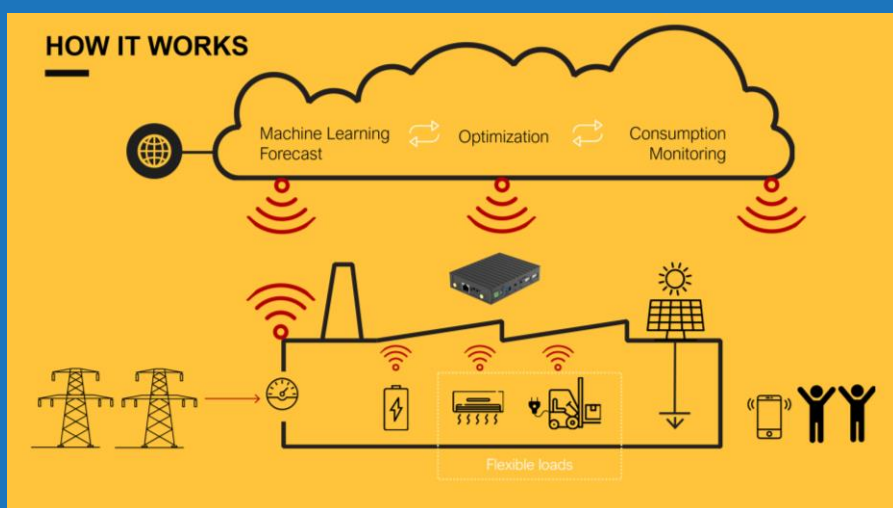 HOW IT WORKS
Machine Learning
Forecast
Optimization
Consumption
Monitoring
Flexible loads